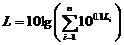 L = 10lg(∑_{i=1}^{n} 10^{0.1L_i})